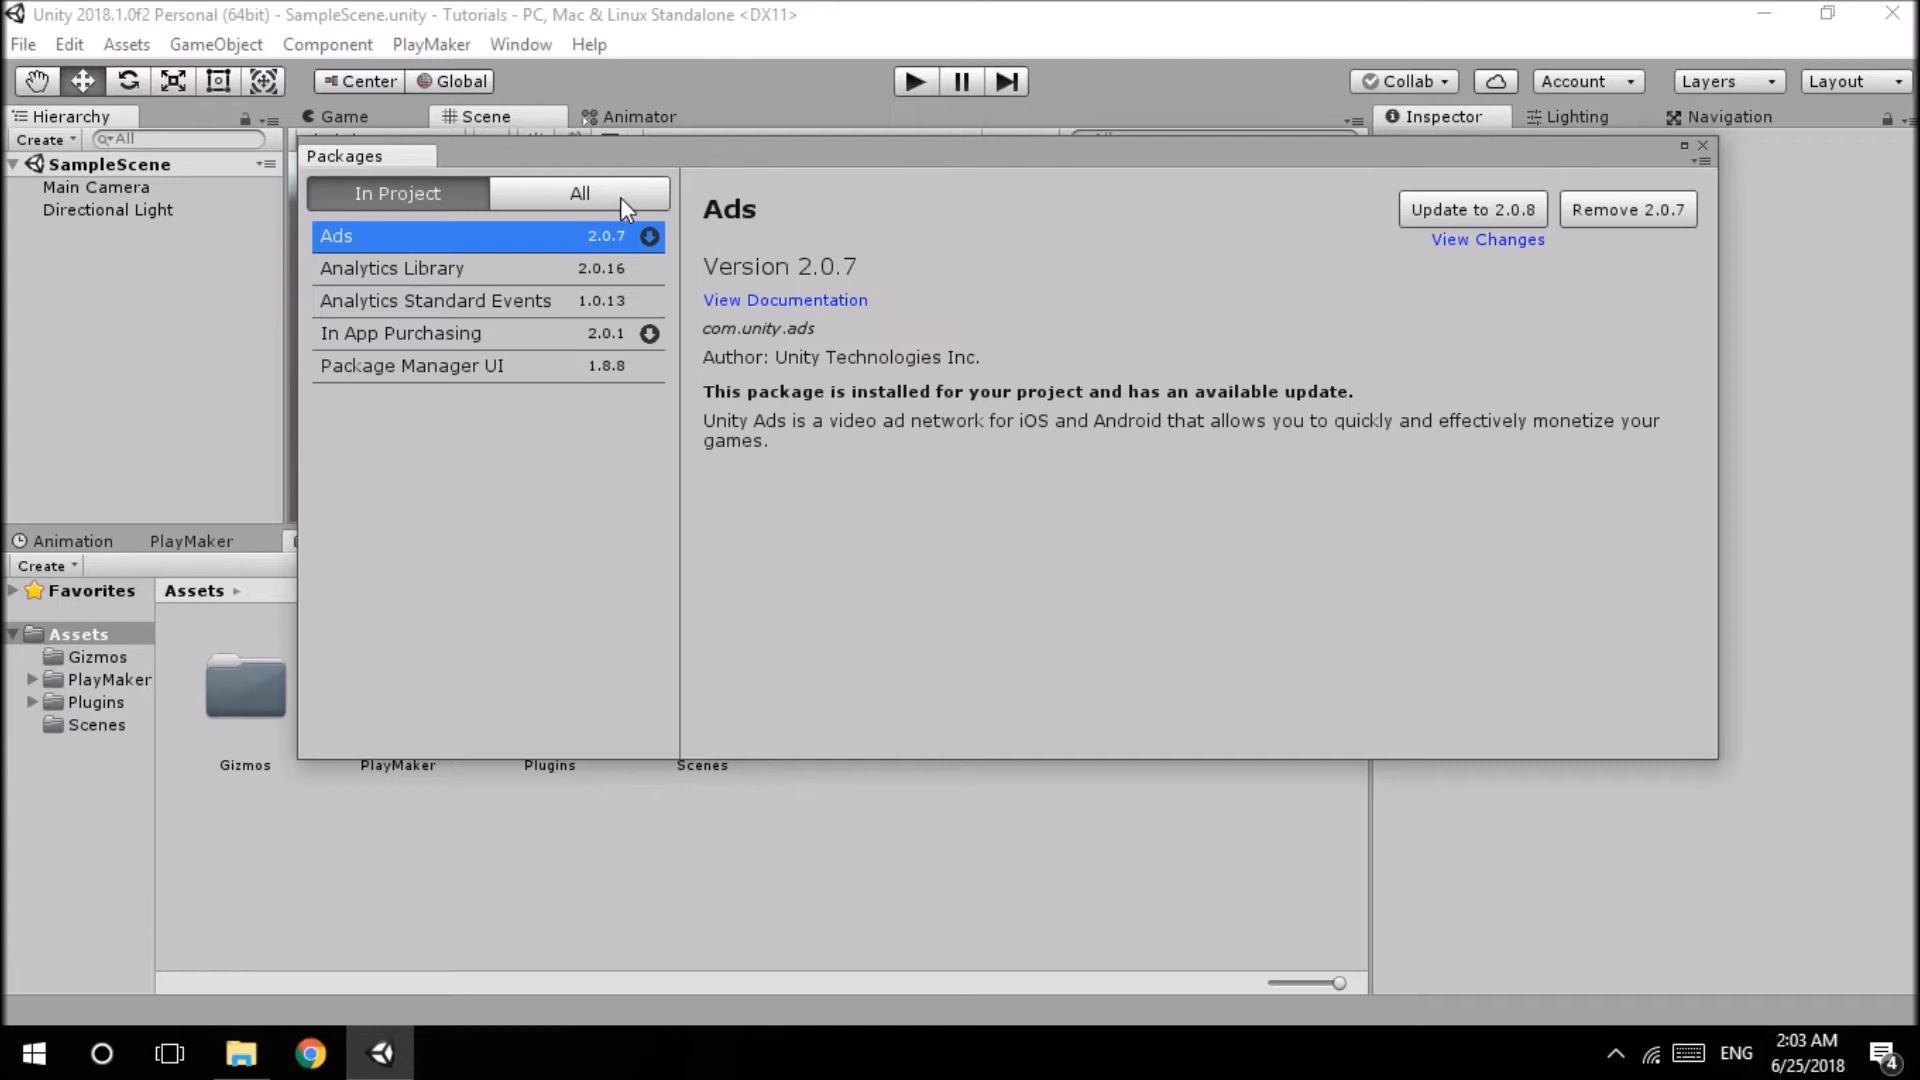 Unity 2018.1.0f2 Personal (64bit) - SampleScene.unity - Tutorials - PC, Mac & Linux Standalone <DX11>
File Edit Assets GameObject Component PlayMaker Window Help
Center Global Collab Account Layers Layout
Hierarchy Game Scene Animator Inspector Lighting Navigation
Create All
SampleScene
Main Camera
Directional Light
Packages
In Project All
Ads 2.0.7
Analytics Library 2.0.16
Analytics Standard Events 1.0.13
In App Purchasing 2.0.1
Package Manager UI 1.8.8
Ads
Update to 2.0.8 Remove 2.0.7
View Changes
Version 2.0.7
View Documentation
com.unity.ads
Author: Unity Technologies Inc.
This package is installed for your project and has an available update.
Unity Ads is a video ad network for iOS and Android that allows you to quickly and effectively monetize your
games.
Animation PlayMaker
Create
Favorites
Assets
Assets
Gizmos
PlayMaker
Plugins
Scenes
Gizmos PlayMaker Plugins Scenes
ENG
2:03 AM
6/25/2018
4